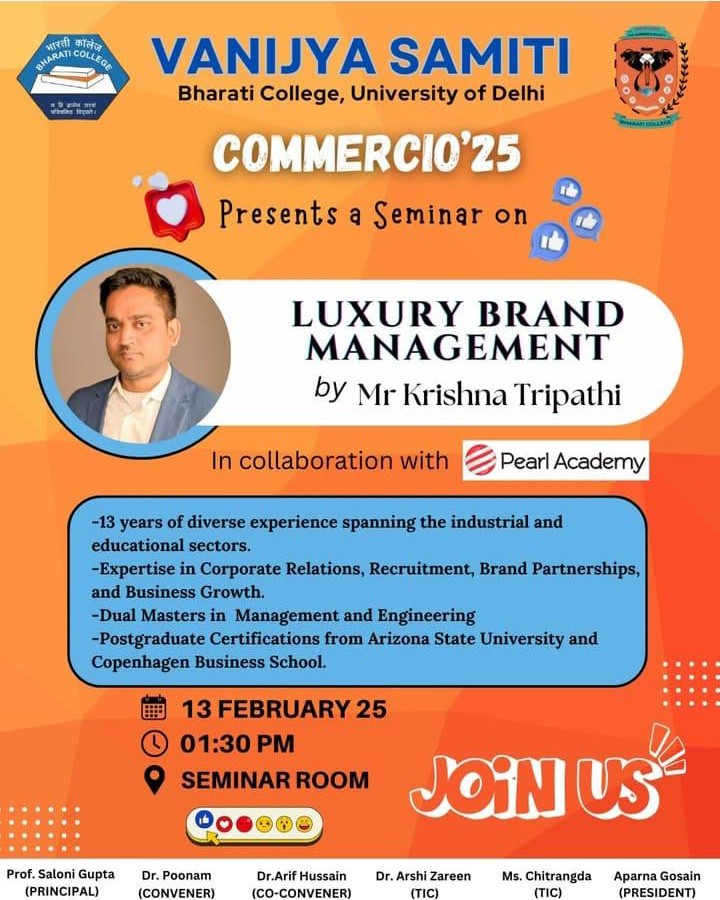 भारती कॉलेज
BHARATI COLLEGE
VANIJYA SAMITI
Bharati College, University of Delhi
BHARATI COLLEGE
COMMERCIO'25
Presents a Seminar on
LUXURY BRAND
MANAGEMENT
by Mr Krishna Tripathi
In collaboration with Pearl Academy
-13 years of diverse experience spanning the industrial and
educational sectors.
-Expertise in Corporate Relations, Recruitment, Brand Partnerships,
and Business Growth.
-Dual Masters in Management and Engineering
-Postgraduate Certifications from Arizona State University and
Copenhagen Business School.
13 FEBRUARY 25
01:30 PM
SEMINAR ROOM
JOIN US
Prof. Saloni Gupta
(PRINCIPAL)
Dr. Poonam
(CONVENER)
Dr.Arif Hussain
(CO-CONVENER)
Dr. Arshi Zareen
(TIC)
Ms. Chitrangda
(TIC)
Aparna Gosain
(PRESIDENT)